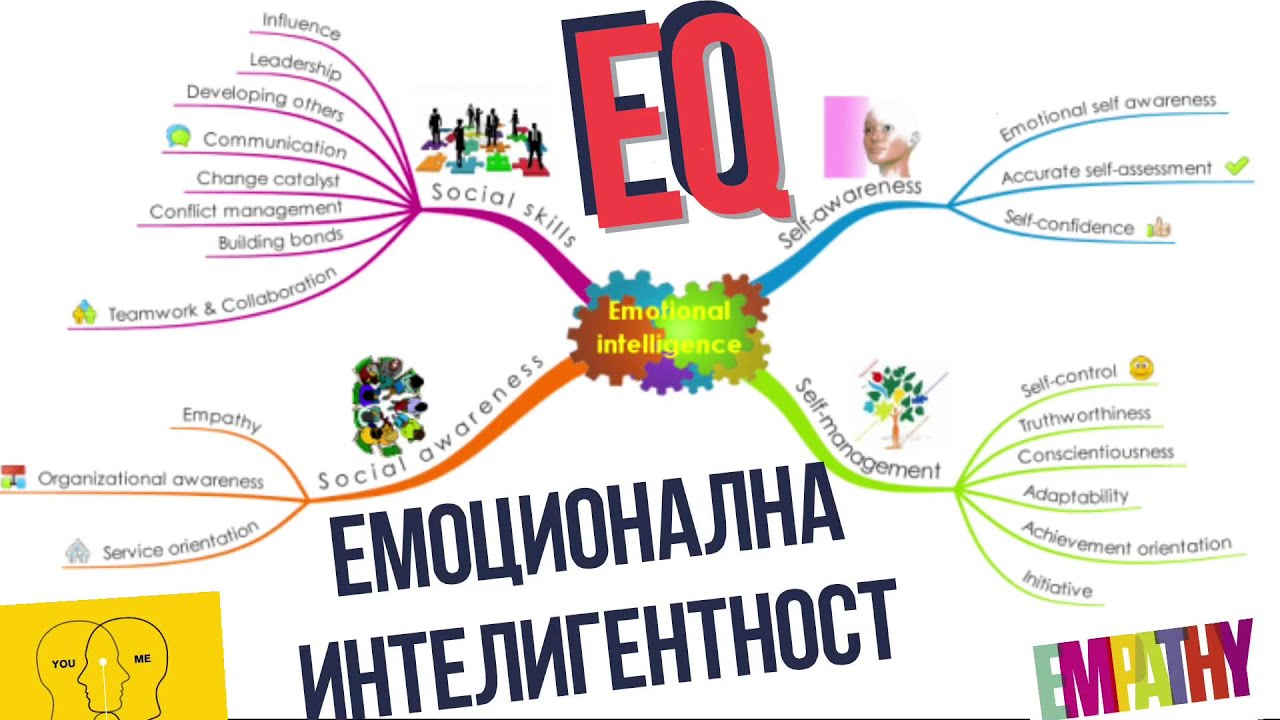 EQ
Influence
Leadership
Developing others
Communication
Change catalyst
Conflict management
Building bonds
Teamwork & Collaboration
Social skills
Self-awareness
Emotional self awareness
Accurate self-assessment
Self-confidence
Emotional
intelligence
Social awareness
Empathy
Organizational awareness
Service orientation
Self-management
Self-control
Truthworthiness
Conscientiousness
Adaptability
Achievement orientation
Initiative
ЕМОЦИОНАЛНА
ИНТЕЛИГЕНТНОСТ
YOU
ME
EMPATHY